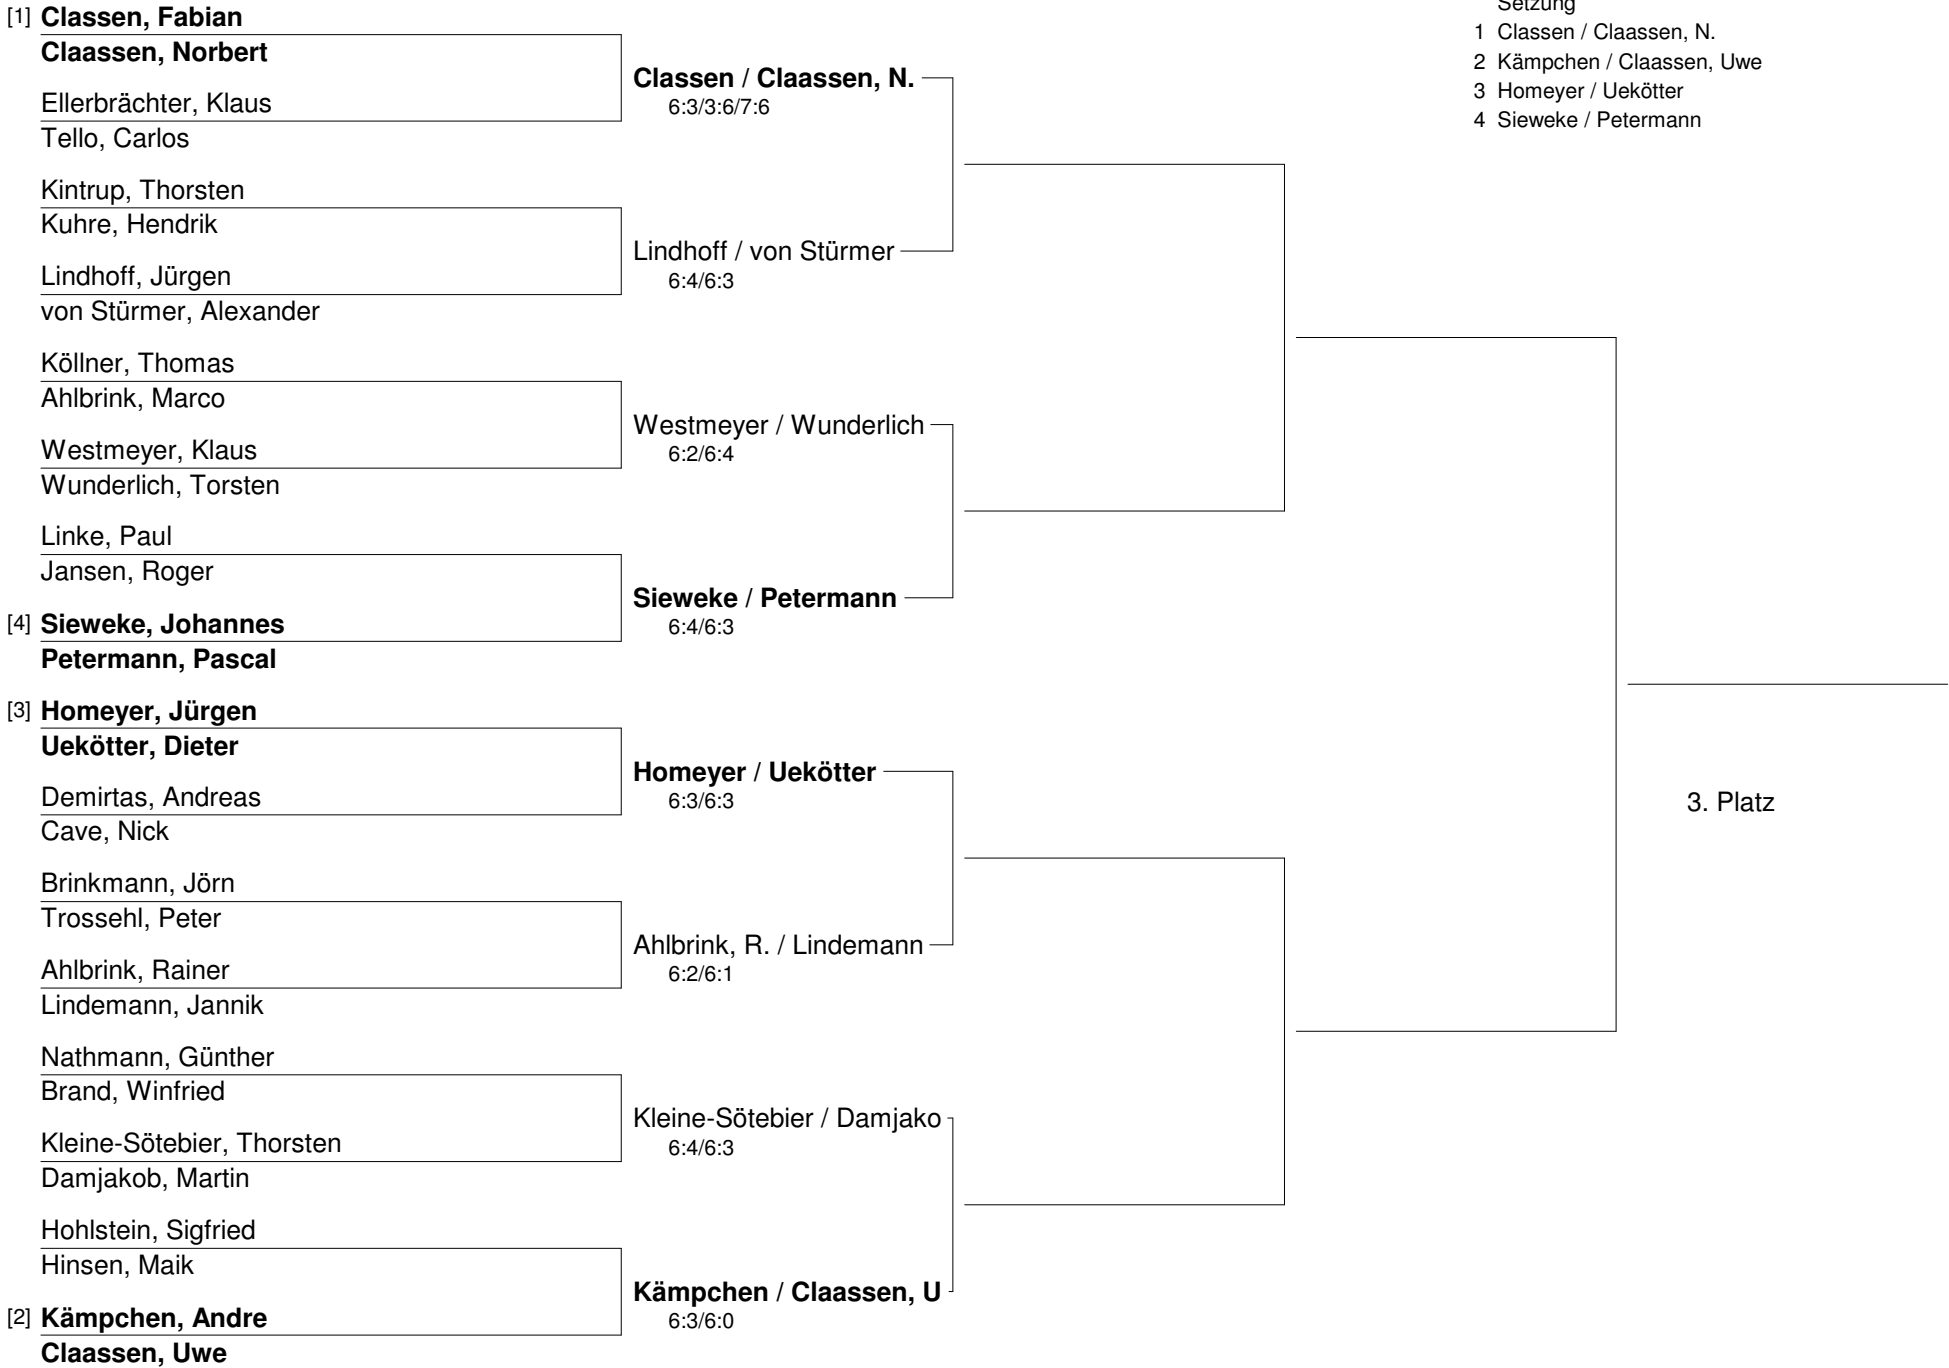 [1] Classen, Fabian
Claassen, Norbert
Ellerbrächter, Klaus
Tello, Carlos
Kintrup, Thorsten
Kuhre, Hendrik
Lindhoff, Jürgen
von Stürmer, Alexander
Köllner, Thomas
Ahlbrink, Marco
Westmeyer, Klaus
Wunderlich, Torsten
Linke, Paul
Jansen, Roger
[4] Sieweke, Johannes
Petermann, Pascal
[3] Homeyer, Jürgen
Uekötter, Dieter
Demirtas, Andreas
Cave, Nick
Brinkmann, Jörn
Trossehl, Peter
Ahlbrink, Rainer
Lindemann, Jannik
Nathmann, Günther
Brand, Winfried
Kleine-Sötebier, Thorsten
Damjakob, Martin
Hohlstein, Sigfried
Hinsen, Maik
[2] Kämpchen, Andre
Claassen, Uwe
Classen / Claassen, N.
6:3/3:6/7:6
Lindhoff / von Stürmer
6:4/6:3
Westmeyer / Wunderlich
6:2/6:4
Sieweke / Petermann
6:4/6:3
Homeyer / Uekötter
6:3/6:3
Ahlbrink, R. / Lindemann
6:2/6:1
Kleine-Sötebier / Damjako
6:4/6:3
Kämpchen / Claassen, U
6:3/6:0
Setzung
1 Classen / Claassen, N.
2 Kämpchen / Claassen, Uwe
3 Homeyer / Uekötter
4 Sieweke / Petermann
3. Platz